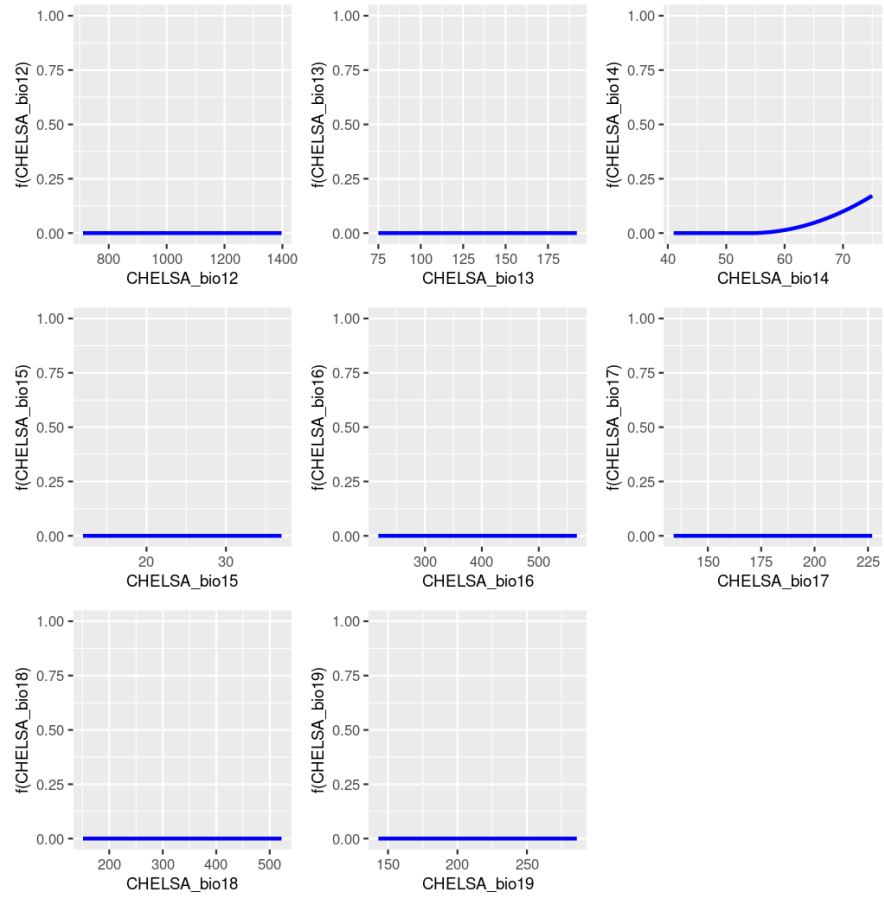 1.00
0.75
0.50
0.25
0.00
f(CHELSA_bio12)
800 1000 1200 1400
CHELSA_bio12
1.00
0.75
0.50
0.25
0.00
f(CHELSA_bio13)
75 100 125 150 175
CHELSA_bio13
1.00
0.75
0.50
0.25
0.00
f(CHELSA_bio14)
40 50 60 70
CHELSA_bio14
1.00
0.75
0.50
0.25
0.00
f(CHELSA_bio15)
20 30
CHELSA_bio15
1.00
0.75
0.50
0.25
0.00
f(CHELSA_bio16)
300 400 500
CHELSA_bio16
1.00
0.75
0.50
0.25
0.00
f(CHELSA_bio17)
150 175 200 225
CHELSA_bio17
1.00
0.75
0.50
0.25
0.00
f(CHELSA_bio18)
200 300 400 500
CHELSA_bio18
1.00
0.75
0.50
0.25
0.00
f(CHELSA_bio19)
150 200 250
CHELSA_bio19